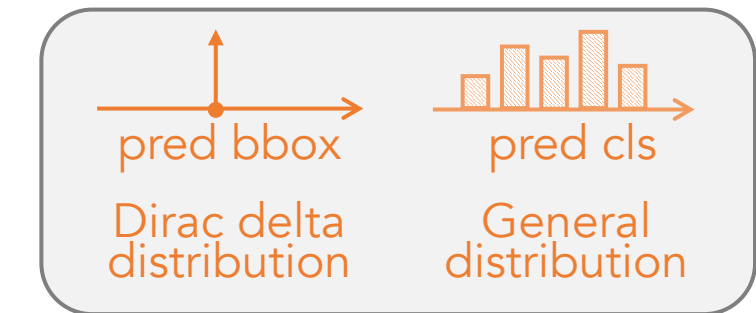 pred bbox
pred cls
Dirac delta
distribution
General
distribution